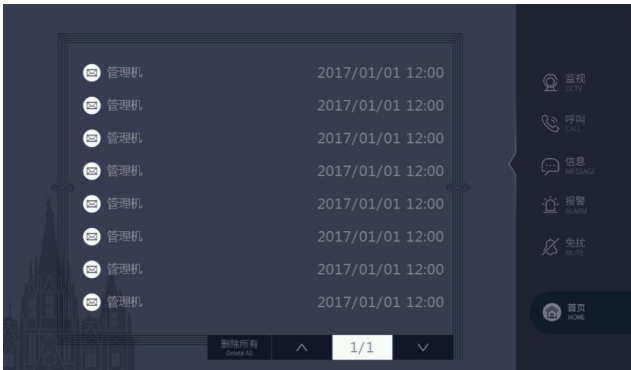 管理机 2017/01/01 12:00
管理机 2017/01/01 12:00
管理机 2017/01/01 12:00
管理机 2017/01/01 12:00
管理机 2017/01/01 12:00
管理机 2017/01/01 12:00
管理机 2017/01/01 12:00
管理机 2017/01/01 12:00
删除所有
Delete All
1/1
监视
CCTV
呼叫
CALL
信息
MESSAGE
报警
ALARM
免扰
MUTE
首页
HOME